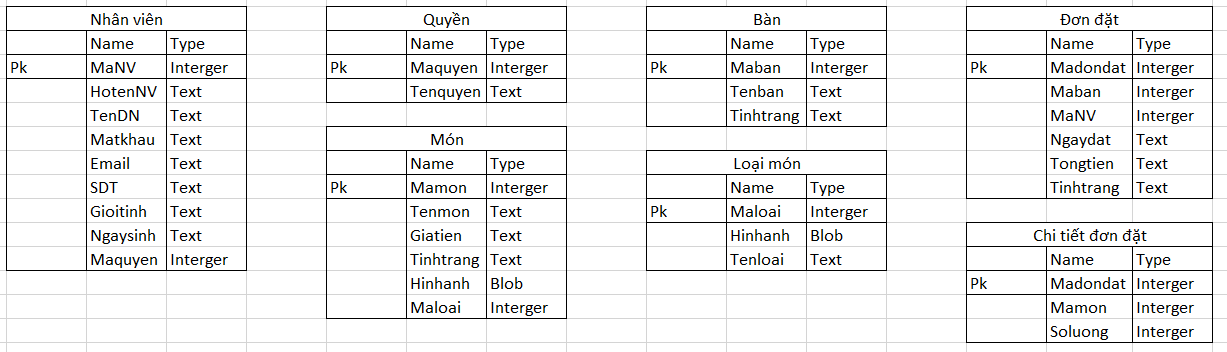 Nhân viên
Name Type
Pk MaNV Interger
HotenNV Text
TenDN Text
Matkhau Text
Email Text
SDT Text
Gioitinh Text
Ngaysinh Text
Maquyen Interger
Quyền
Name Type
Pk Maquyen Interger
Tenquyen Text
Món
Name Type
Pk Mamon Interger
Tenmon Text
Giatien Text
Tinhtrang Text
Hinhanh Blob
Maloai Interger
Bàn
Name Type
Pk Maban Interger
Tenban Text
Tinhtrang Text
Loại món
Name Type
Pk Maloai Interger
Hinhanh Blob
Tenloai Text
Đơn đặt
Name Type
Pk Madondat Interger
Maban Interger
MaNV Interger
Ngaydat Text
Tongtien Text
Tinhtrang Text
Chi tiết đơn đặt
Name Type
Pk Madondat Interger
Mamon Interger
Soluong Interger